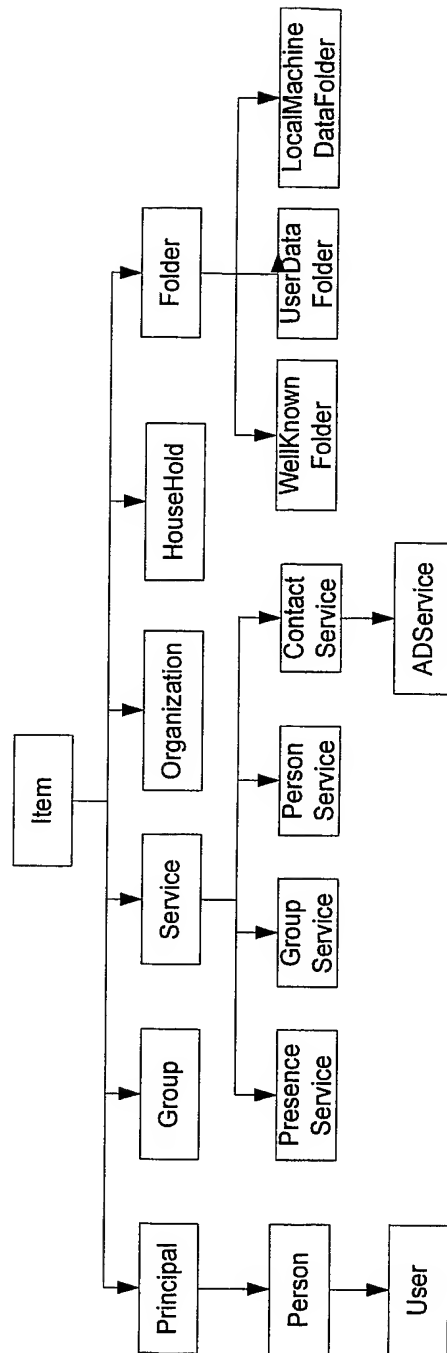 Item
Principal
Group
Service
Organization
HouseHold
Folder
Person
Presence
Service
Group
Service
Person
Service
Contact
Service
WellKnown
Folder
UserData
Folder
LocalMachine
DataFolder
User
ADService